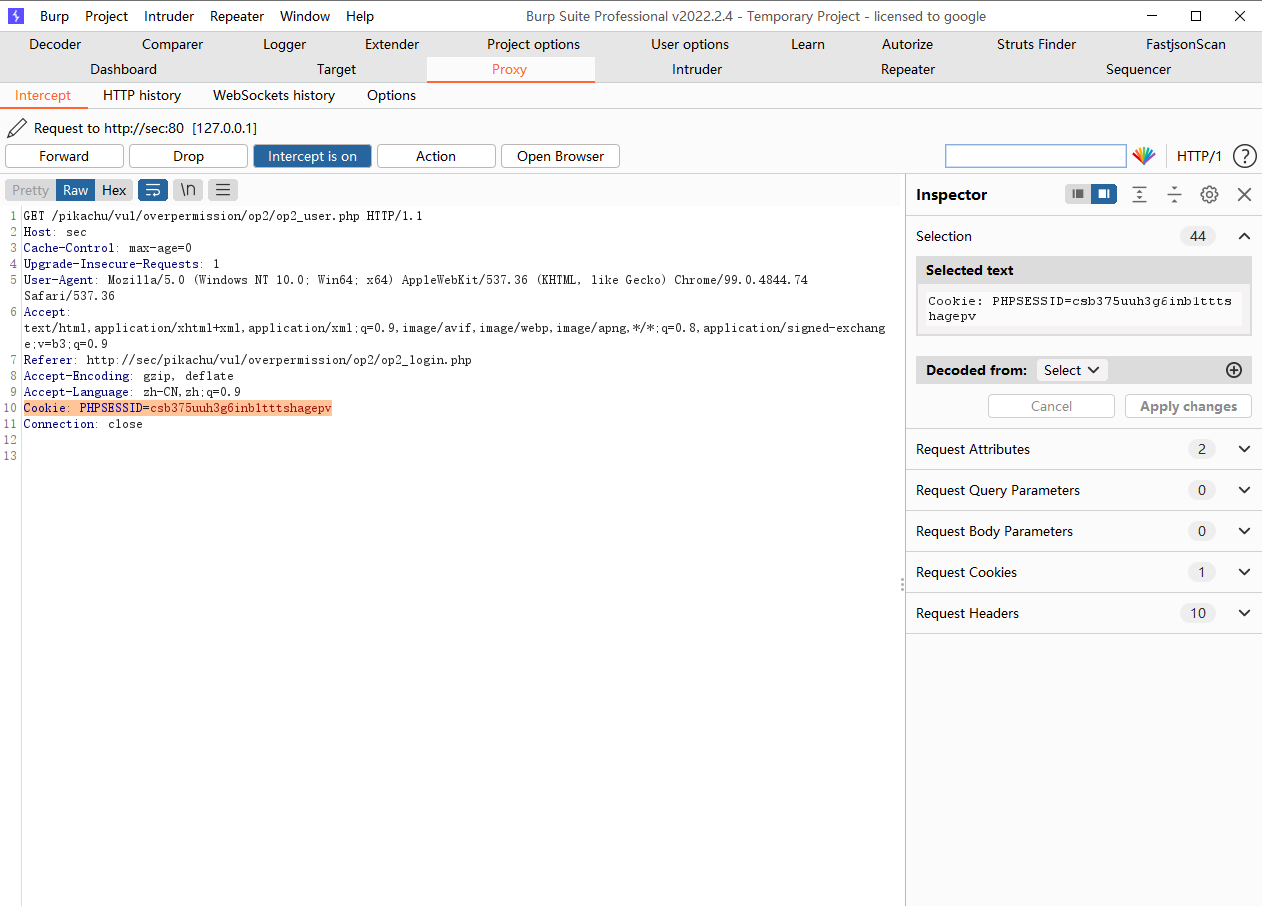 Burp Project Intruder Repeater Window Help Burp Suite Professional v2022.2.4 - Temporary Project - licensed to google
Decoder Comparer Logger Extender Project options User options Learn Autorize Struts Finder FastjsonScan
Dashboard Target Proxy Intruder Repeater Sequencer
Intercept HTTP history WebSockets history Options
Request to http://sec:80 [127.0.0.1]
Forward Drop Intercept is on Action Open Browser HTTP/1 ?
Pretty Raw Hex \n
1 GET /pikachu/vul/overpermission/op2/op2_user.php HTTP/1.1
2 Host: sec
3 Cache-Control: max-age=0
4 Upgrade-Insecure-Requests: 1
5 User-Agent: Mozilla/5.0 (Windows NT 10.0; Win64; x64) AppleWebKit/537.36 (KHTML, like Gecko) Chrome/99.0.4844.74
Safari/537.36
6 Accept:
text/html,application/xhtml+xml,application/xml;q=0.9,image/avif,image/webp,image/apng,*/*;q=0.8,application/signed-exchang
e;v=b3;q=0.9
7 Referer: http://sec/pikachu/vul/overpermission/op2/op2_login.php
8 Accept-Encoding: gzip, deflate
9 Accept-Language: zh-CN,zh;q=0.9
10 Cookie: PHPSESSID=csb375uuh3g6inb1tttshagepv
11 Connection: close
12
13
Inspector
Selection 44
Selected text
Cookie: PHPSESSID=csb375uuh3g6inb1ttts
hagepv
Decoded from: Select
Cancel Apply changes
Request Attributes 2
Request Query Parameters 0
Request Body Parameters 0
Request Cookies 1
Request Headers 10